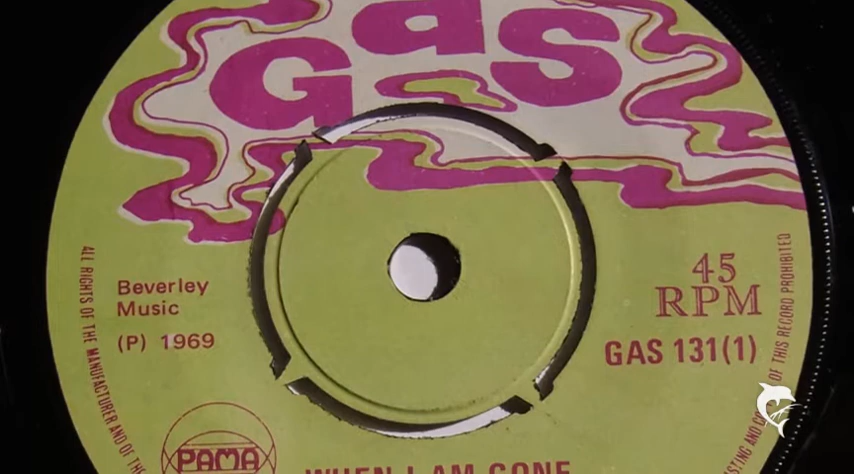 Gas
Beverley
Music
(P) 1969
45
RPM
GAS 131(1)
ALL RIGHTS OF THE MANUFACTURER AND OF THE
OF THIS RECORD PROHIBITED
PAMA
WHEN I AM GONE